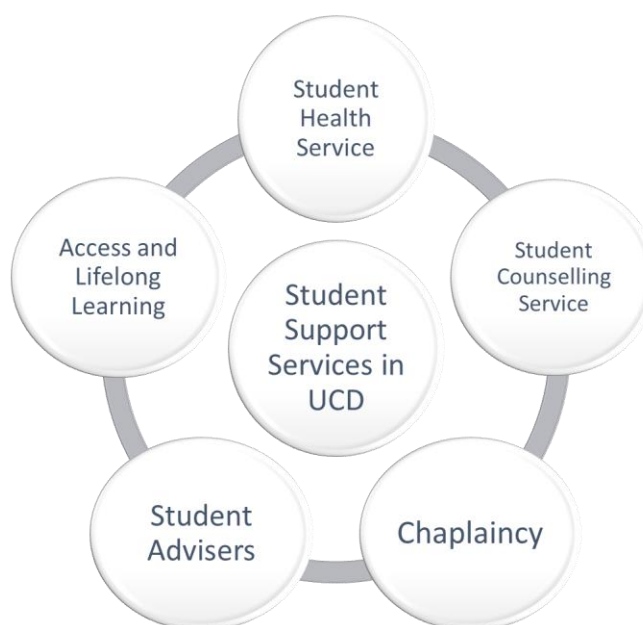 Student
Health
Service
Access and
Lifelong
Learning
Student
Support
Services in
UCD
Student
Counselling
Service
Student
Advisers
Chaplaincy